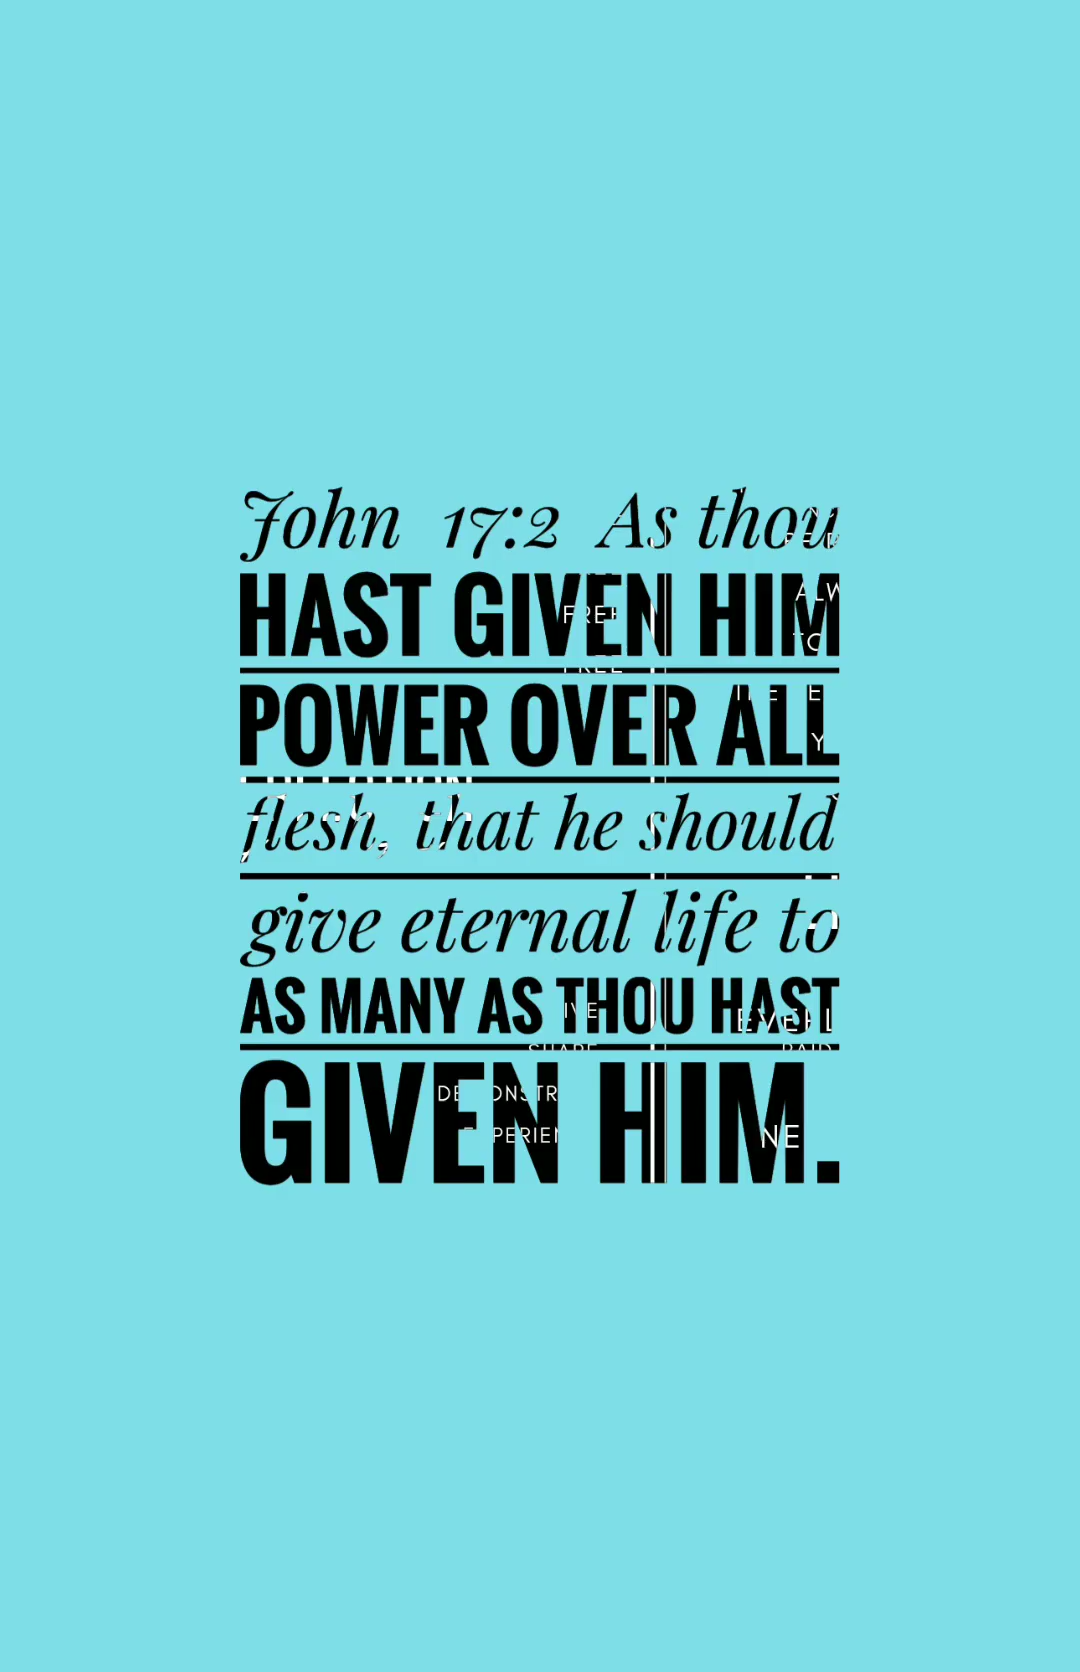 John 17:2 As thou
HAST GIVEN HIM
POWER OVER ALL
flesh, that he should
give eternal life to
AS MANY AS THOU HAST
GIVEN HIM.